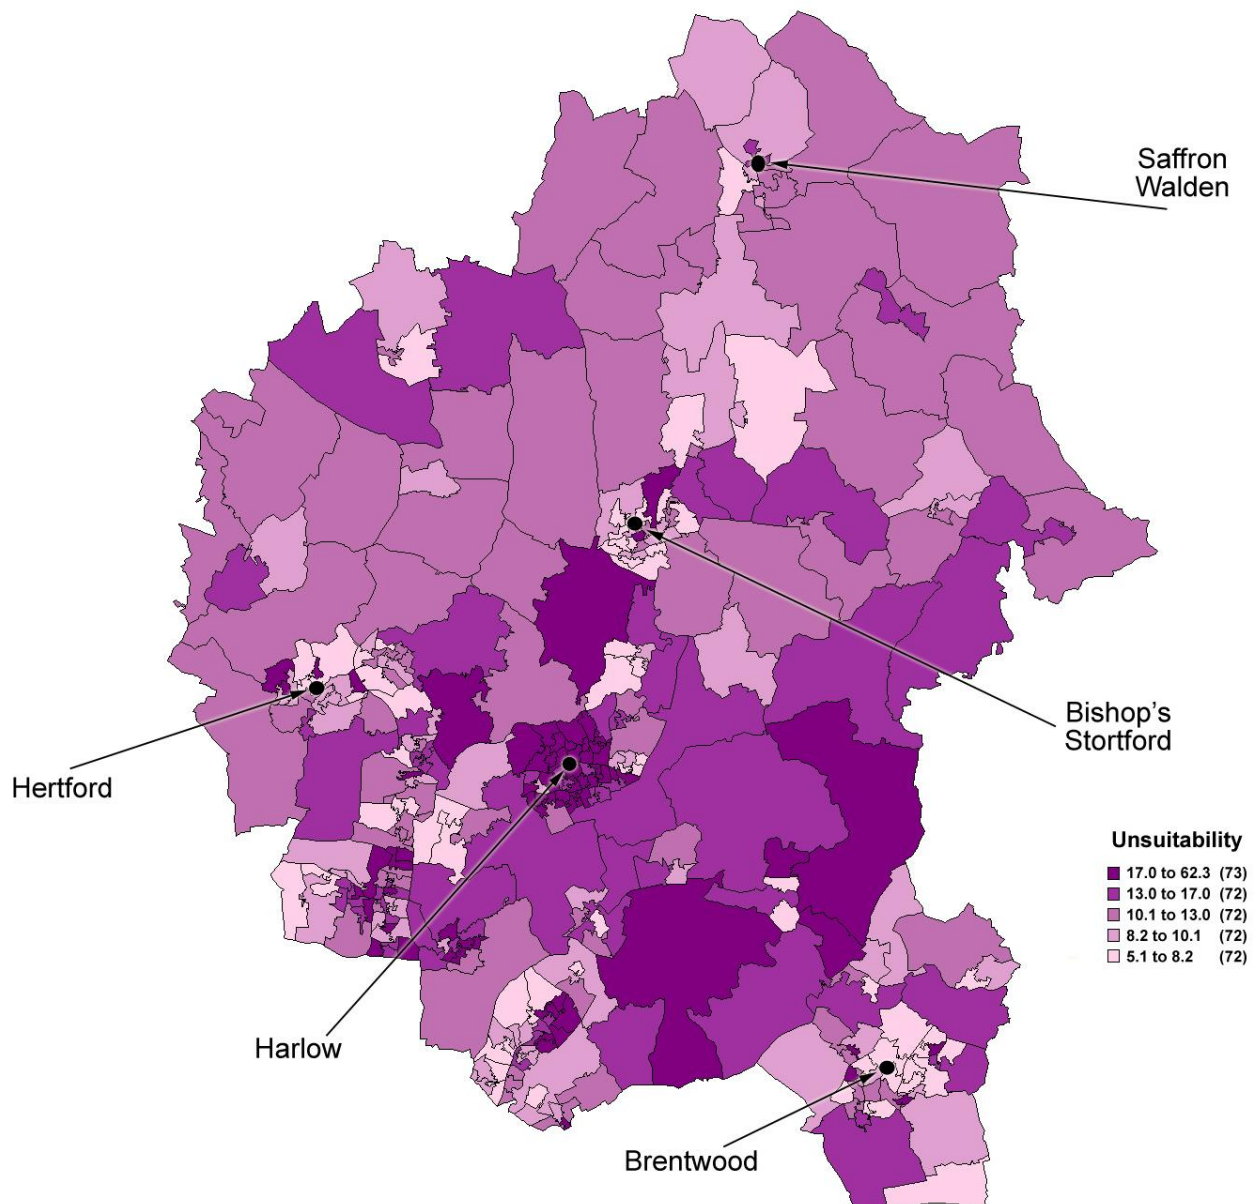 Saffron
Walden
Bishop's
Stortford
Hertford
Unsuitability
17.0 to 62.3 (73)
13.0 to 17.0 (72)
10.1 to 13.0 (72)
8.2 to 10.1 (72)
5.1 to 8.2 (72)
Harlow
Brentwood